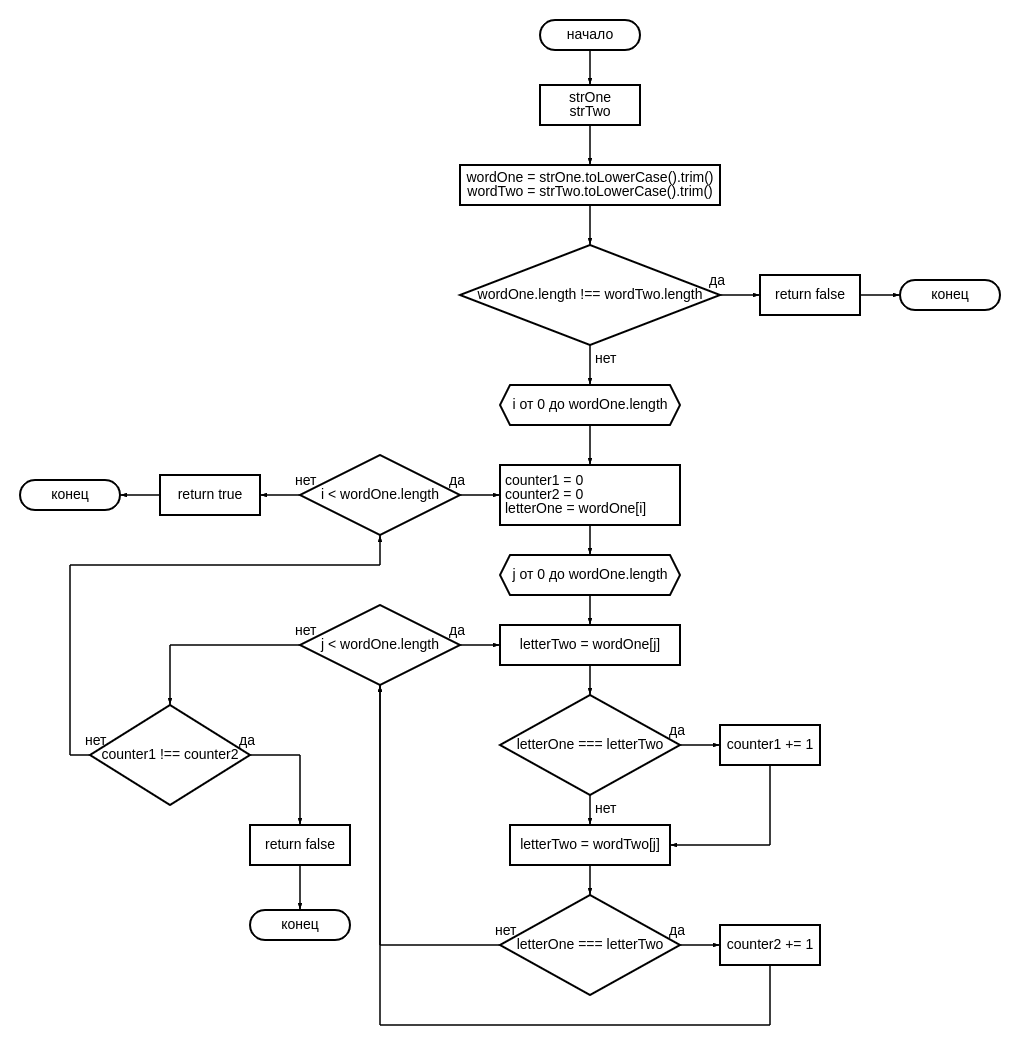 начало
strOne
strTwo
wordOne = strOne.toLowerCase().trim()
wordTwo = strTwo.toLowerCase().trim()
wordOne.length !== wordTwo.length
да
return false
конец
нет
i от 0 до wordOne.length
конец
return true
нет
i < wordOne.length
да
counter1 = 0
counter2 = 0
letterOne = wordOne[i]
j от 0 до wordOne.length
нет
j < wordOne.length
да
letterTwo = wordOne[j]
нет
counter1 !== counter2
да
letterOne === letterTwo
да
counter1 += 1
нет
return false
letterTwo = wordTwo[j]
конец
нет
letterOne === letterTwo
да
counter2 += 1